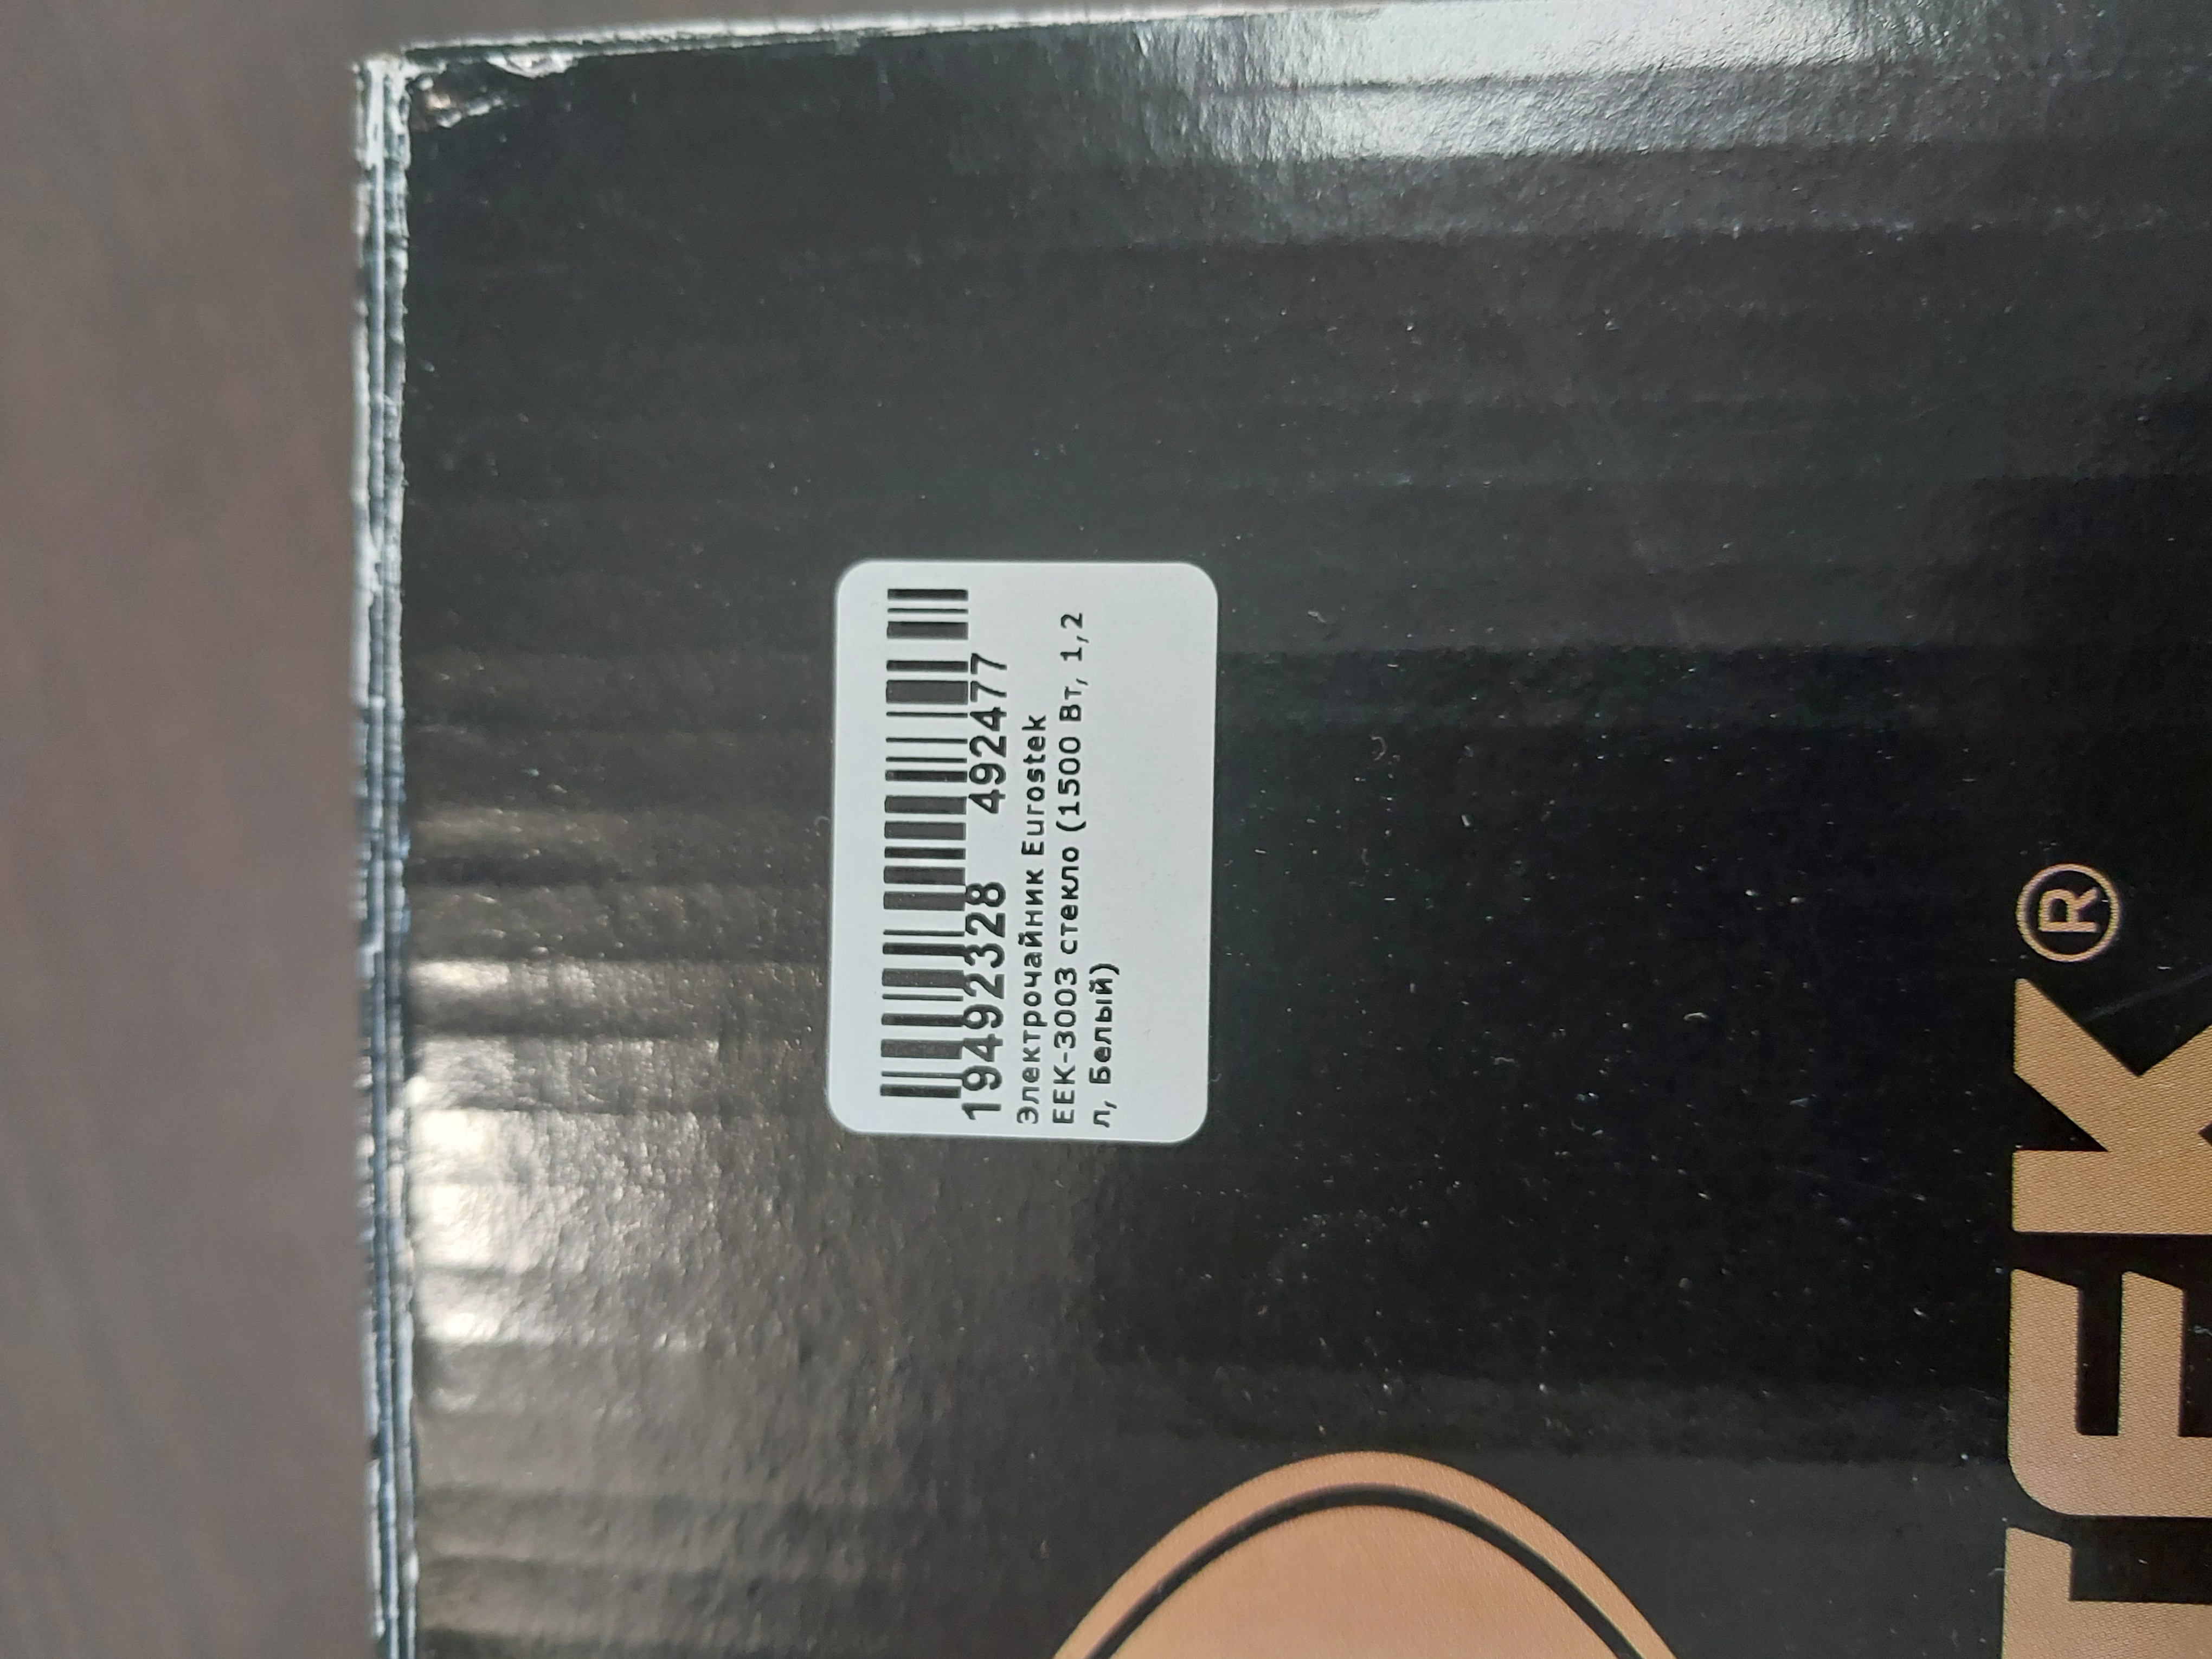 19492328 492477
Электрочайник Eurostek
EEK-3003 стекло (1500 Вт, 1,2
л, Белый)
TEK®